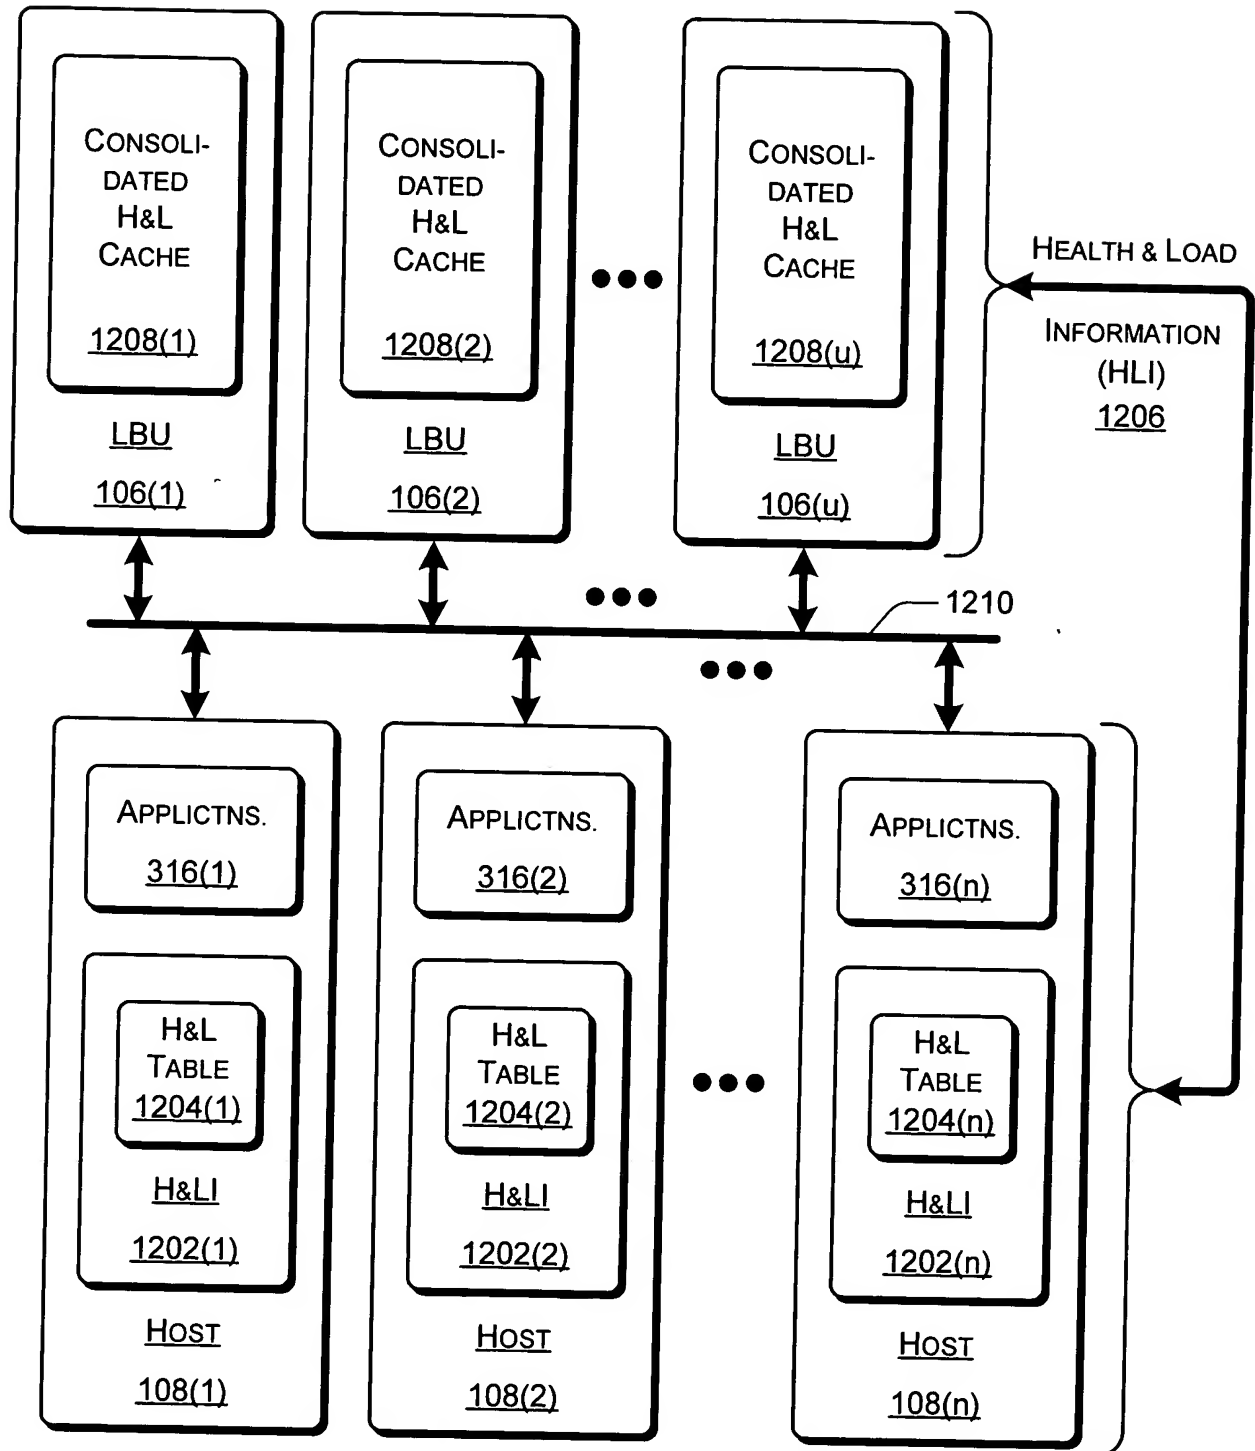 CONSOLI-
DATED
H&L
CACHE
1208(1)
LBU
106(1)
CONSOLI-
DATED
H&L
CACHE
1208(2)
LBU
106(2)
CONSOLI-
DATED
H&L
CACHE
1208(u)
LBU
106(u)
HEALTH & LOAD
INFORMATION
(HLI)
1206
1210
APPLICTNS.
316(1)
H&L
TABLE
1204(1)
H&LI
1202(1)
HOST
108(1)
APPLICTNS.
316(2)
H&L
TABLE
1204(2)
H&LI
1202(2)
HOST
108(2)
APPLICTNS.
316(n)
H&L
TABLE
1204(n)
H&LI
1202(n)
HOST
108(n)